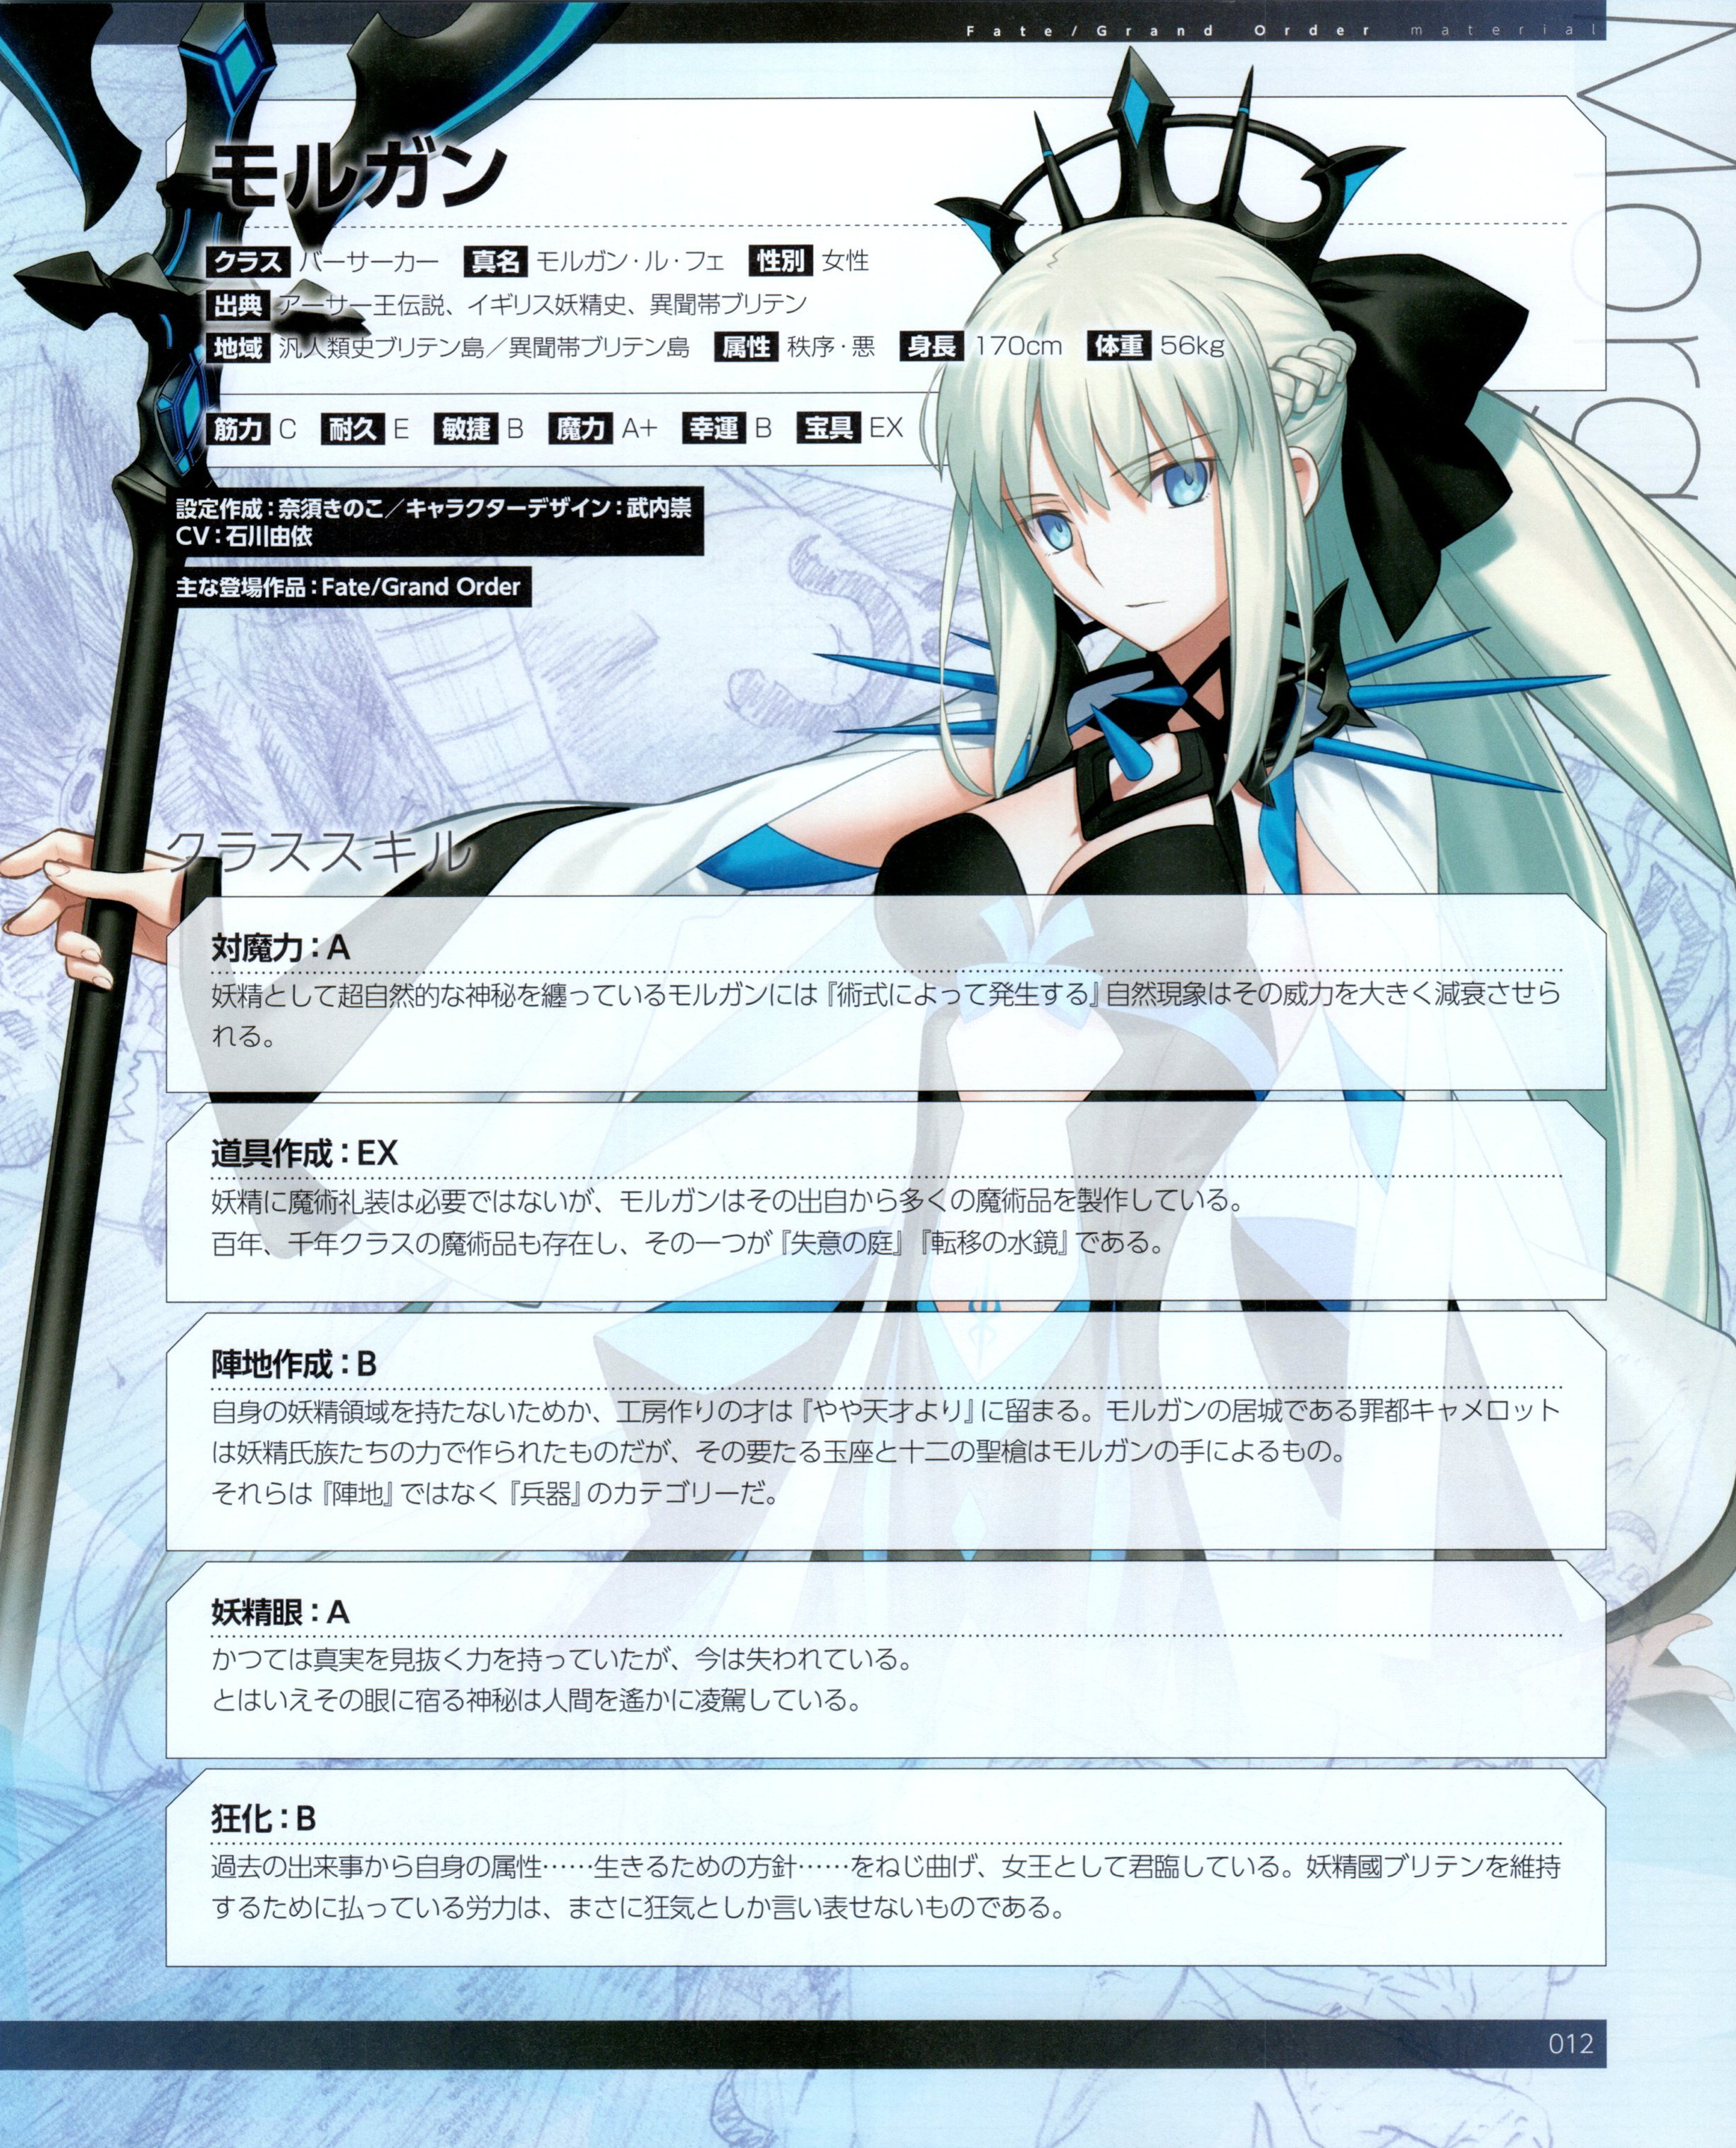 Fate/Grand Order material
Morg
モルガン
クラス バーサーカー 真名 モルガン・ル・フェ 性別 女性
出典 アーサー王伝説、イギリス妖精史、異聞帯ブリテン
地域 汎人類史ブリテン島／異聞帯ブリテン島 属性 秩序・悪 身長 170cm 体重 56kg
筋力 C 耐久 E 敏捷 B 魔力 A+ 幸運 B 宝具 EX
設定作成：奈須きのこ／キャラクターデザイン：武内崇
CV：石川由依
主な登場作品：Fate/Grand Order
クラススキル
対魔力：A
妖精として超自然的な神秘を纏っているモルガンには『術式によって発生する』自然現象はその威力を大きく減衰させら
れる。
道具作成：EX
妖精に魔術礼装は必要ではないが、モルガンはその出自から多くの魔術品を製作している。
百年、千年クラスの魔術品も存在し、その一つが『失意の庭』『転移の水鏡』である。
陣地作成：B
自身の妖精領域を持たないためか、工房作りの才は『やや天才より』に留まる。モルガンの居城である罪都キャメロット
は妖精氏族たちの力で作られたものだが、その要たる玉座と十二の聖槍はモルガンの手によるもの。
それらは『陣地』ではなく『兵器』のカテゴリーだ。
妖精眼：A
かつては真実を見抜く力を持っていたが、今は失われている。
とはいえその眼に宿る神秘は人間を遙かに凌駕している。
狂化：B
過去の出来事から自身の属性……生きるための方針……をねじ曲げ、女王として君臨している。妖精國ブリテンを維持
するために払っている労力は、まさに狂気としか言い表せないものである。
012